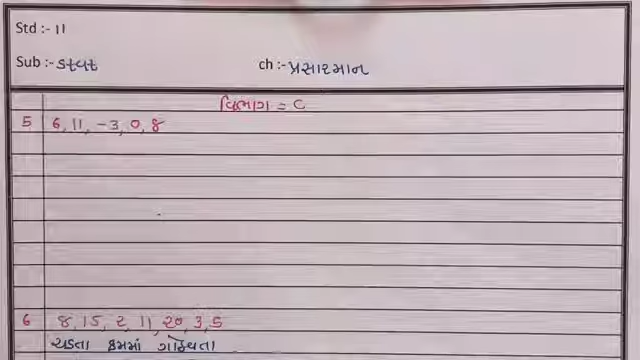 Std :- 11
Sub :- સ્ટેટ ch :- પ્રસારમાન
વિભાગ = C
5 6, 11, -3, 0, 8
6 8, 15, 2, 11, 20, 3, 5
ચડતા ક્રમમાં ગોઠવતા